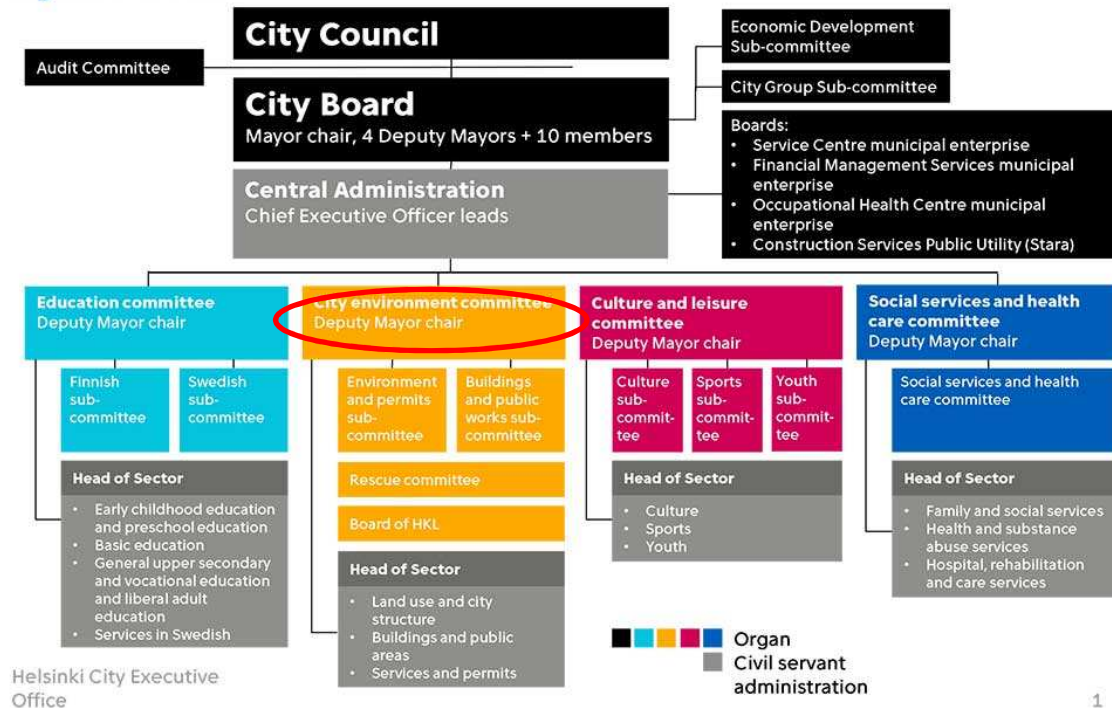 City Council
Audit Committee
Economic Development
Sub-committee
City Group Sub-committee
City Board
Mayor chair, 4 Deputy Mayors + 10 members
Boards:
• Service Centre municipal enterprise
• Financial Management Services municipal
enterprise
• Occupational Health Centre municipal
enterprise
• Construction Services Public Utility (Stara)
Central Administration
Chief Executive Officer leads
Education committee
Deputy Mayor chair
Finnish
sub-
committee
Swedish
sub-
committee
Head of Sector
• Early childhood education
and preschool education
• Basic education
• General upper secondary
and vocational education
and liberal adult
education
• Services in Swedish
City environment committee
Deputy Mayor chair
Environment
and permits
sub-
committee
Buildings
and public
works sub-
committee
Rescue committee
Board of HKL
Head of Sector
• Land use and city
structure
• Buildings and public
areas
• Services and permits
Culture and leisure
committee
Deputy Mayor chair
Culture
sub-
commit-
tee
Sports
sub-
commit-
tee
Youth
sub-
commit-
tee
Head of Sector
• Culture
• Sports
• Youth
Social services and health
care committee
Deputy Mayor chair
Social services and health
care committee
Head of Sector
• Family and social services
• Health and substance
abuse services
• Hospital, rehabilitation
and care services
Organ
Civil servant
administration
Helsinki City Executive
Office
1